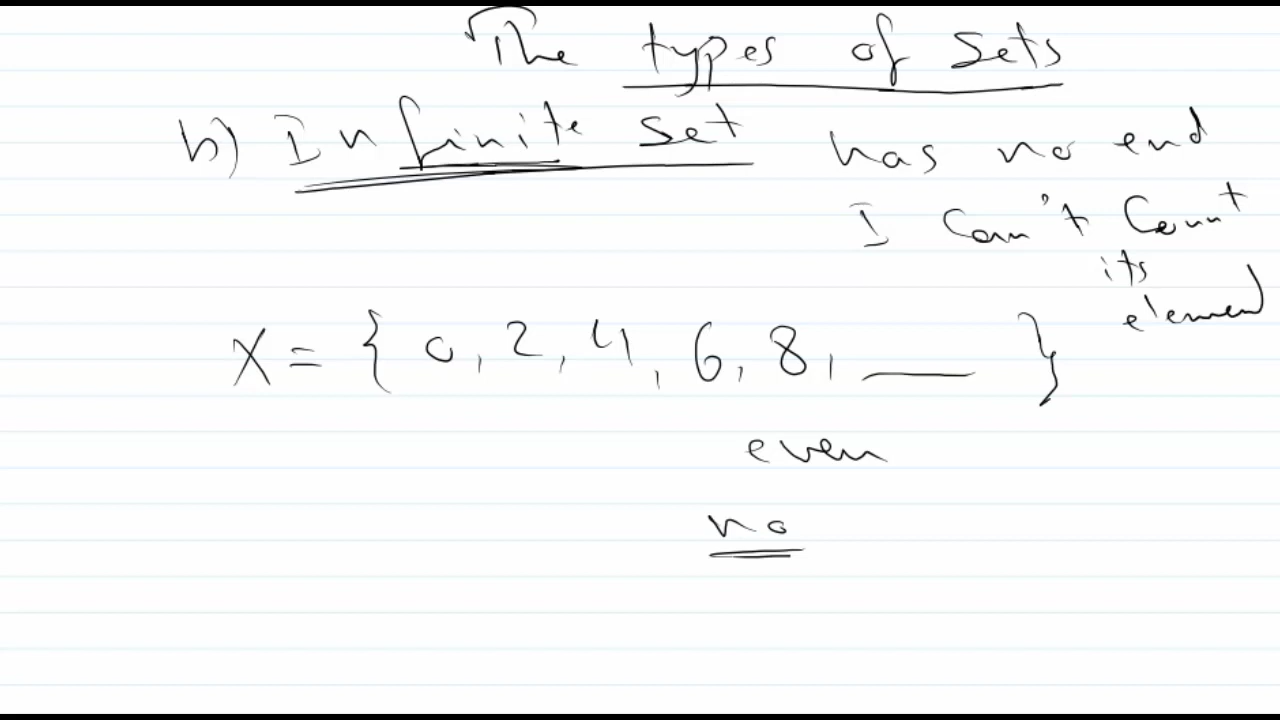 The types of sets
b) Infinite set has no end
I can't count
its
element
X = { 0, 2, 4, 6, 8, ___ }
even
no